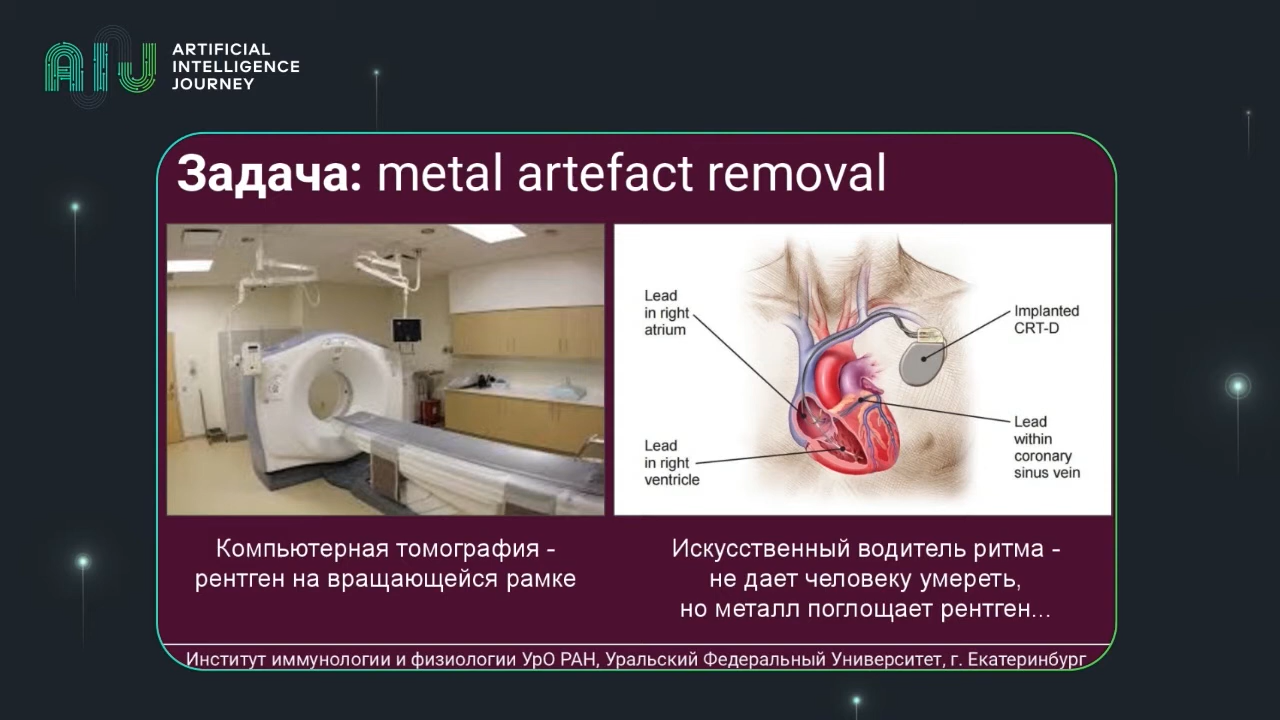 ARTIFICIAL
INTELLIGENCE
JOURNEY
Задача: metal artefact removal
Lead
in right
atrium
Implanted
CRT-D
Lead
in right
ventricle
Lead
within
coronary
sinus vein
Компьютерная томография -
рентген на вращающейся рамке
Искусственный водитель ритма -
не дает человеку умереть,
но металл поглощает рентген...
Институт иммунологии и физиологии УрО РАН, Уральский Федеральный Университет, г. Екатеринбург